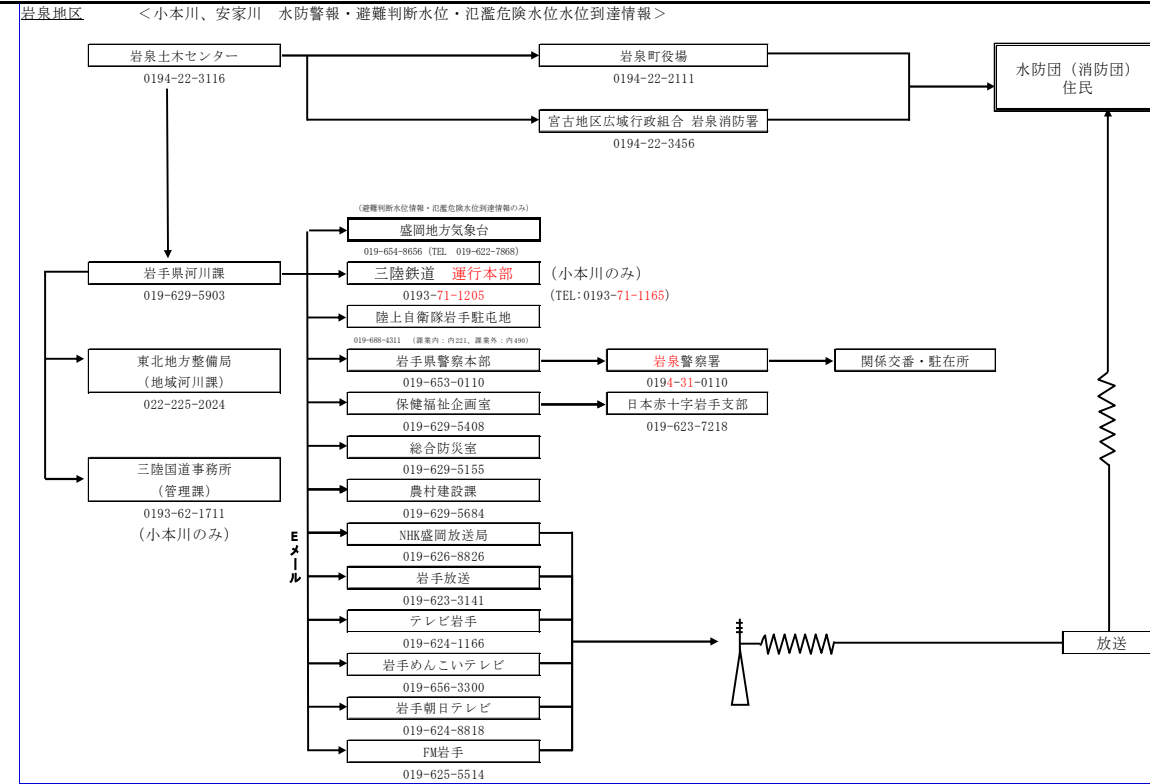 岩泉地区 ＜小本川、安家川 水防警報・避難判断水位・氾濫危険水位水位到達情報＞
岩泉土木センター
0194-22-3116
岩泉町役場
0194-22-2111
水防団（消防団）
住民
宮古地区広域行政組合 岩泉消防署
0194-22-3456
（避難判断水位情報・氾濫危険水位到達情報のみ）
盛岡地方気象台
019-654-8656（TEL 019-622-7868）
岩手県河川課
019-629-5903
三陸鉄道 運行本部
（小本川のみ）
0193-71-1205
（TEL:0193-71-1165）
陸上自衛隊岩手駐屯地
019-688-4311 （課業内：内221、課業外：内490）
東北地方整備局
（地域河川課）
022-225-2024
岩手県警察本部
019-653-0110
岩泉警察署
0194-31-0110
関係交番・駐在所
保健福祉企画室
019-629-5408
日本赤十字岩手支部
019-623-7218
総合防災室
019-629-5155
三陸国道事務所
（管理課）
0193-62-1711
（小本川のみ）
農村建設課
019-629-5684
Eメール
NHK盛岡放送局
019-626-8826
岩手放送
019-623-3141
テレビ岩手
019-624-1166
岩手めんこいテレビ
019-656-3300
岩手朝日テレビ
019-624-8818
FM岩手
019-625-5514
放送